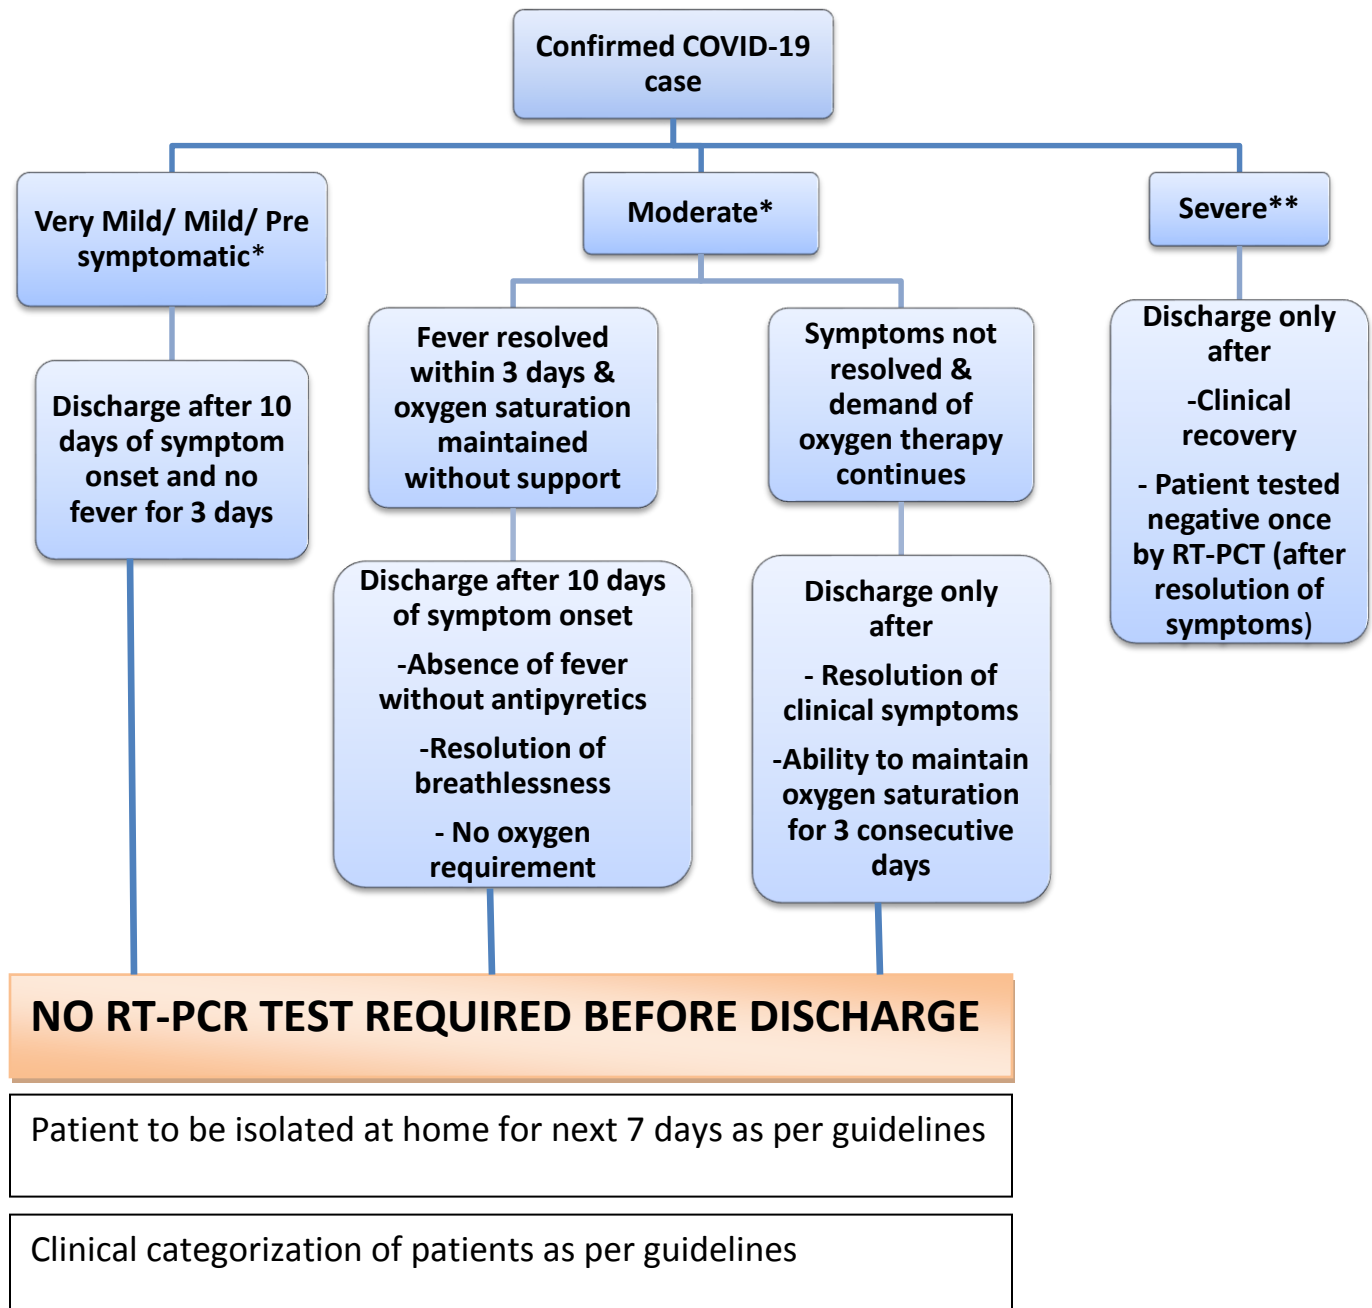 Confirmed COVID-19
case
Very Mild/ Mild/ Pre
symptomatic*
Moderate*
Severe**
Discharge after 10
days of symptom
onset and no
fever for 3 days
Fever resolved
within 3 days &
oxygen saturation
maintained
without support
Symptoms not
resolved &
demand of
oxygen therapy
continues
Discharge only
after
-Clinical
recovery
- Patient tested
negative once
by RT-PCT (after
resolution of
symptoms)
Discharge after 10 days
of symptom onset
-Absence of fever
without antipyretics
-Resolution of
breathlessness
- No oxygen
requirement
Discharge only
after
- Resolution of
clinical symptoms
-Ability to maintain
oxygen saturation
for 3 consecutive
days
NO RT-PCR TEST REQUIRED BEFORE DISCHARGE
Patient to be isolated at home for next 7 days as per guidelines
Clinical categorization of patients as per guidelines